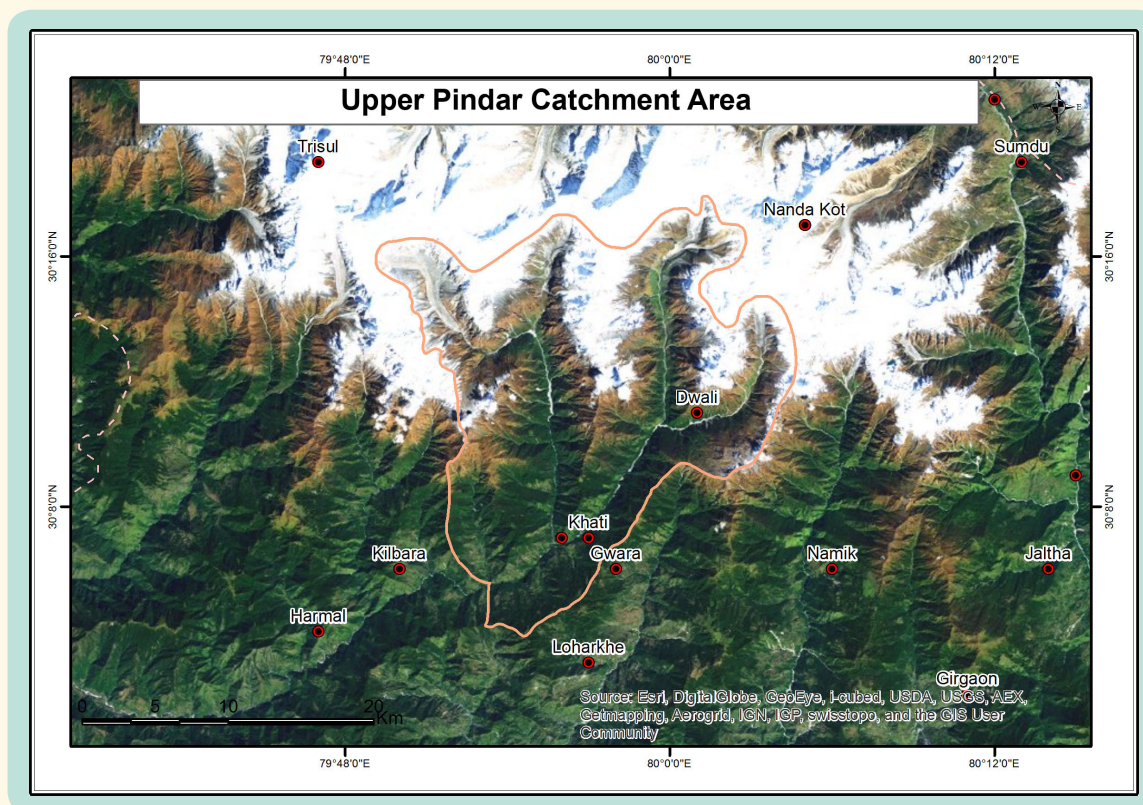 79°48'0"E 80°0'0"E 80°12'0"E
Upper Pindar Catchment Area
N
E
Trisul
Sumdu
Nanda Kot
30°16'0"N 30°16'0"N
Dwali
30°8'0"N 30°8'0"N
Khati
Kilbara
Gwara
Namik
Jaltha
Harmal
Loharkhe
Girgaon
0 5 10 20
Km
Source: Esri, DigitalGlobe, GeoEye, i-cubed, USDA, USGS, AEX,
Getmapping, Aerogrid, IGN, IGP, swisstopo, and the GIS User
Community
79°48'0"E 80°0'0"E 80°12'0"E